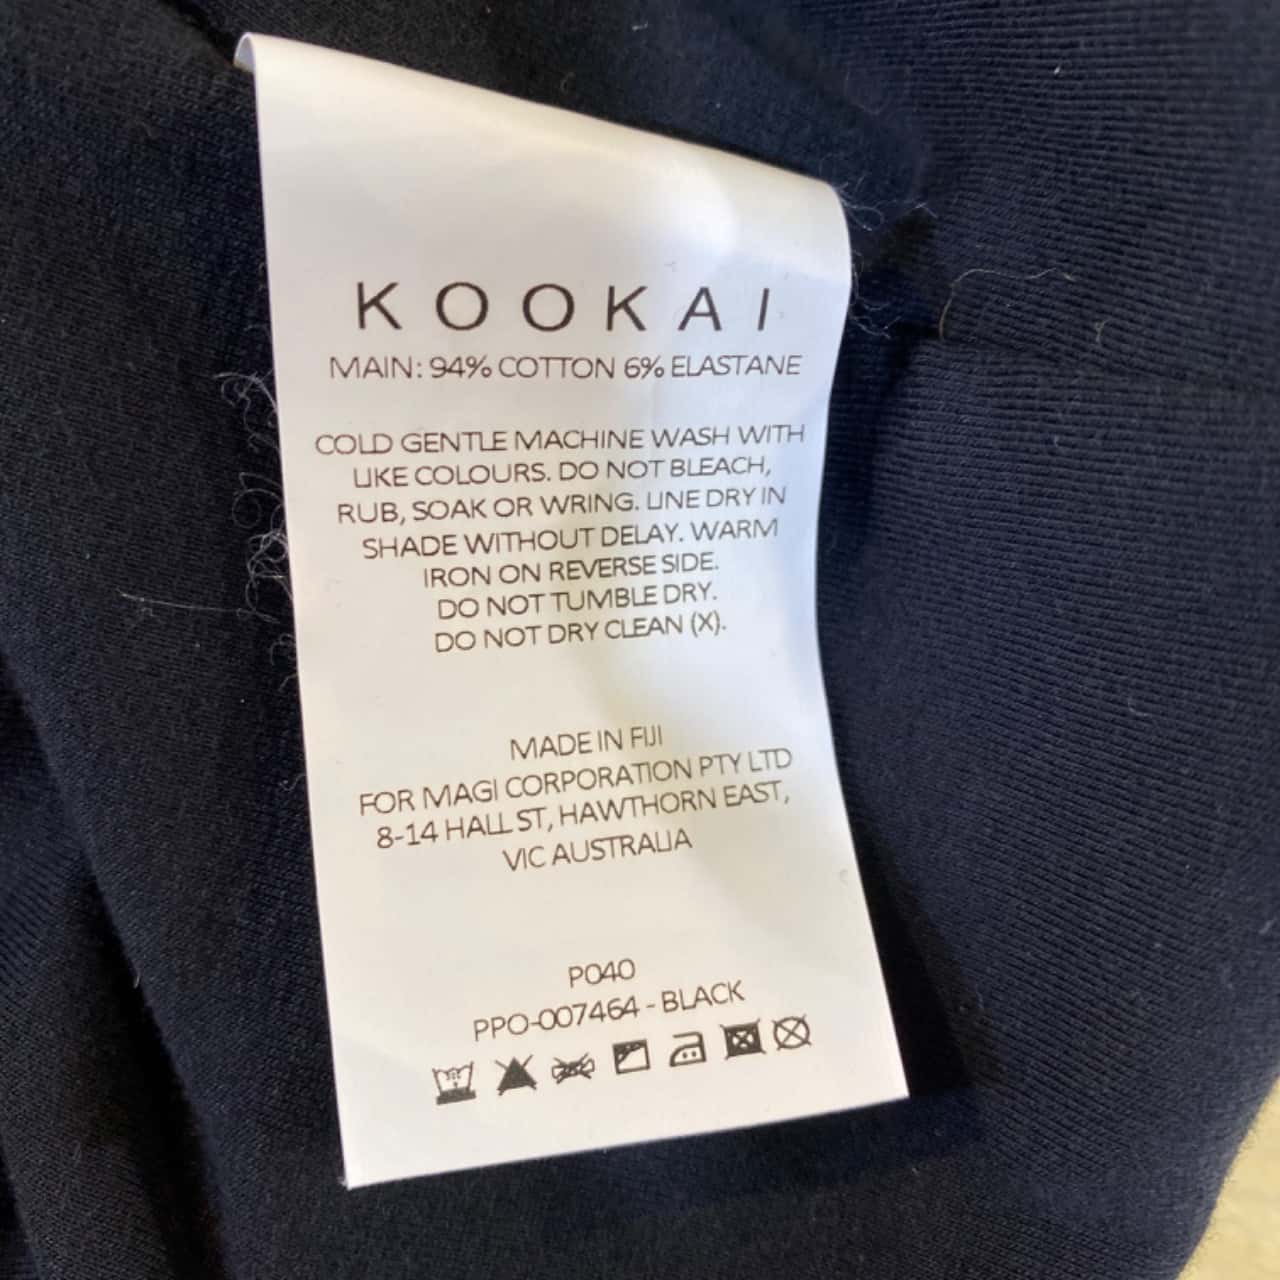 KOOKAI
MAIN: 94% COTTON 6% ELASTANE
COLD GENTLE MACHINE WASH WITH
LIKE COLOURS. DO NOT BLEACH,
RUB, SOAK OR WRING. LINE DRY IN
SHADE WITHOUT DELAY. WARM
IRON ON REVERSE SIDE.
DO NOT TUMBLE DRY.
DO NOT DRY CLEAN (X).
MADE IN FIJI
FOR MAGI CORPORATION PTY LTD
8-14 HALL ST, HAWTHORN EAST,
VIC AUSTRALIA
P040
PPO-007464 - BLACK